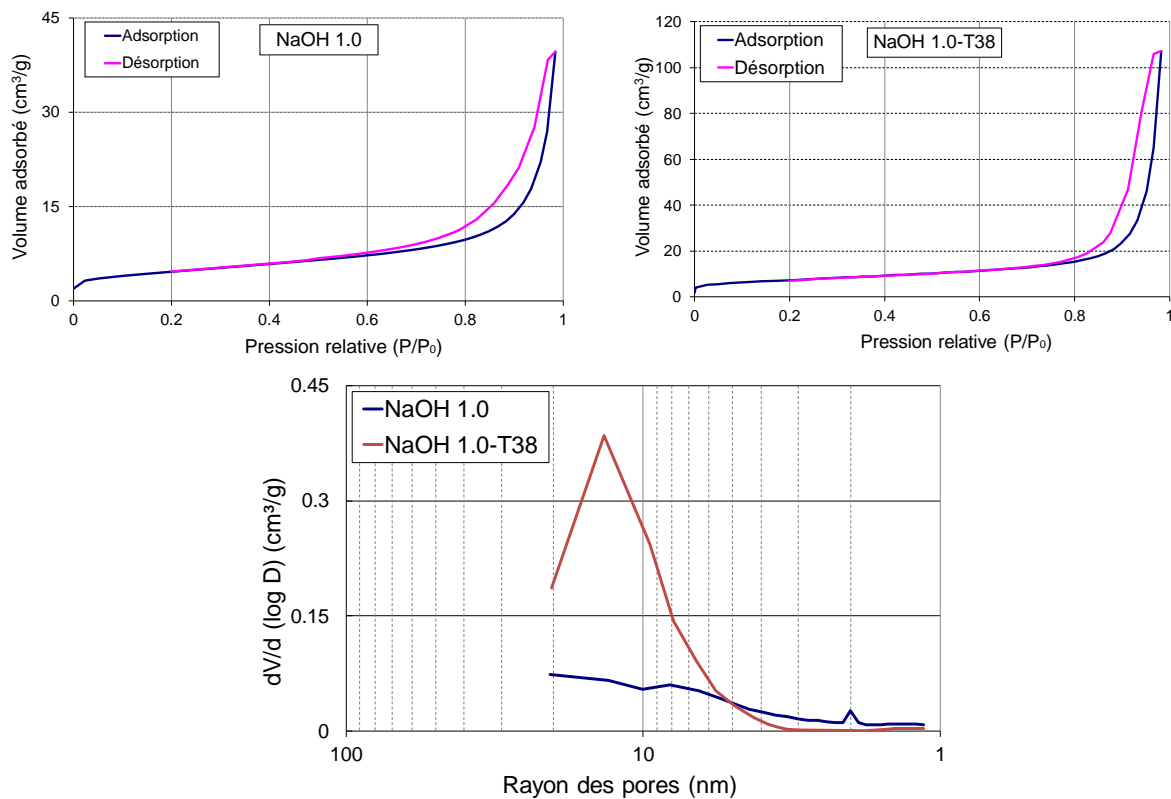 45
30
15
0
Volume adsorbé (cm³/g)
Adsorption
Désorption
NaOH 1.0
0 0.2 0.4 0.6 0.8 1
Pression relative (P/P₀)
120
100
80
60
40
20
0
Volume adsorbé (cm³/g)
Adsorption
Désorption
NaOH 1.0-T38
0 0.2 0.4 0.6 0.8 1
Pression relative (P/P₀)
0.45
0.3
0.15
0
dV/d (log D) (cm³/g)
NaOH 1.0
NaOH 1.0-T38
100 10 1
Rayon des pores (nm)